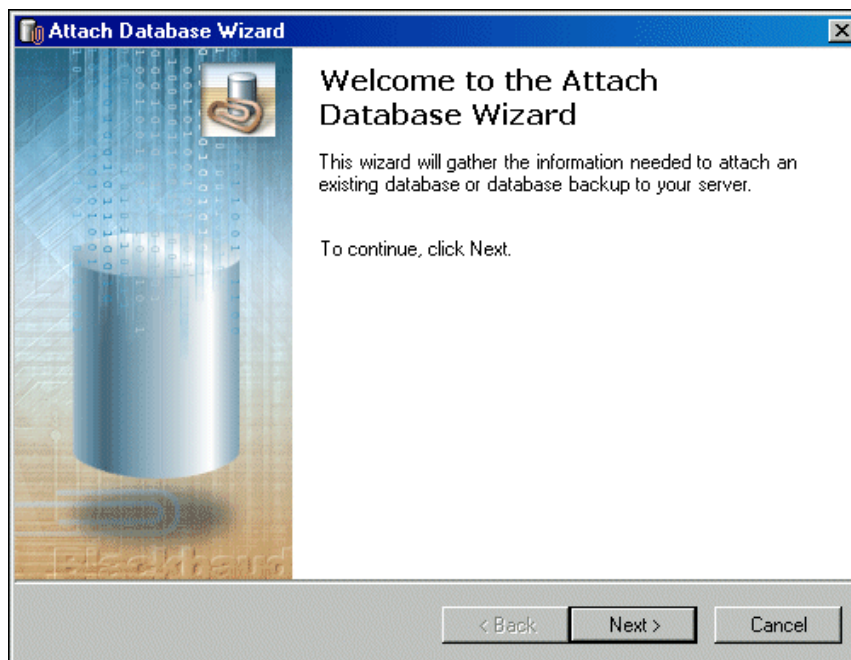 Attach Database Wizard
Welcome to the Attach
Database Wizard
This wizard will gather the information needed to attach an
existing database or database backup to your server.
To continue, click Next.
Blackbaud
< Back
Next >
Cancel